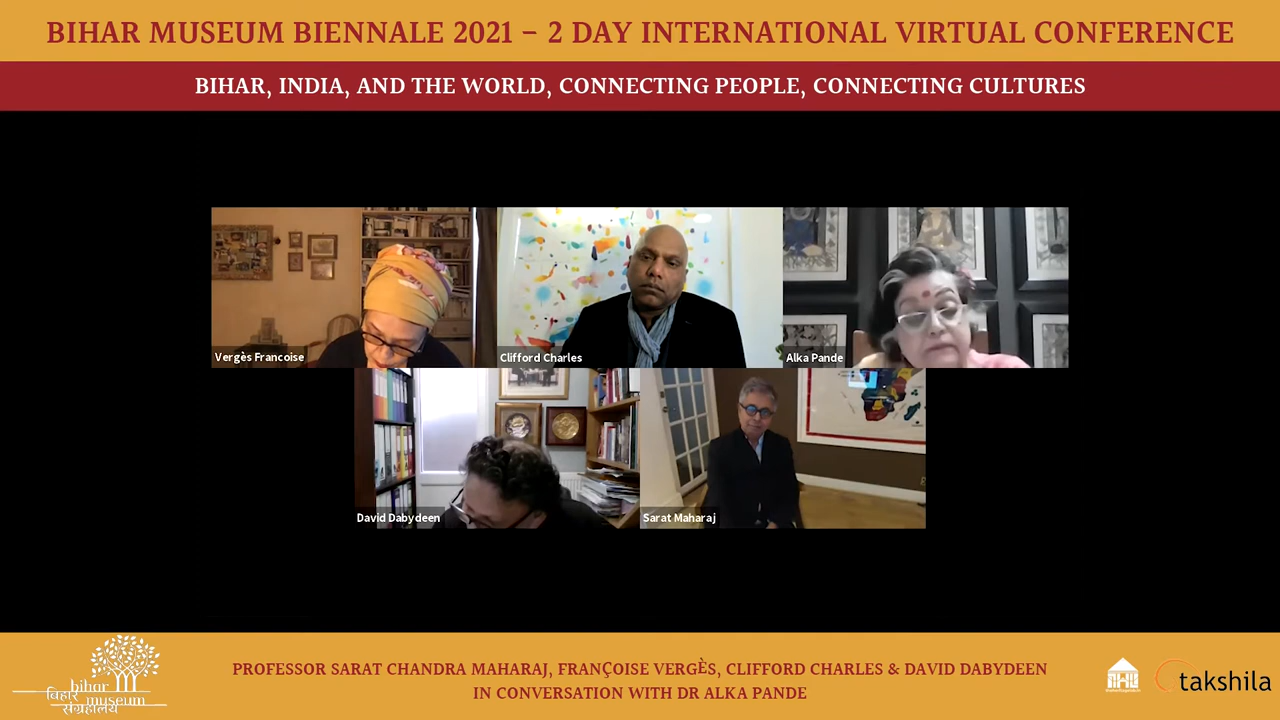 BIHAR MUSEUM BIENNALE 2021 – 2 DAY INTERNATIONAL VIRTUAL CONFERENCE
BIHAR, INDIA, AND THE WORLD, CONNECTING PEOPLE, CONNECTING CULTURES
Vergès Francoise
Clifford Charles
Alka Pande
David Dabydeen
Sarat Maharaj
bihar
बिहार museum
संग्रहालय
PROFESSOR SARAT CHANDRA MAHARAJ, FRANÇOISE VERGÈS, CLIFFORD CHARLES & DAVID DABYDEEN
IN CONVERSATION WITH DR ALKA PANDE
takshila